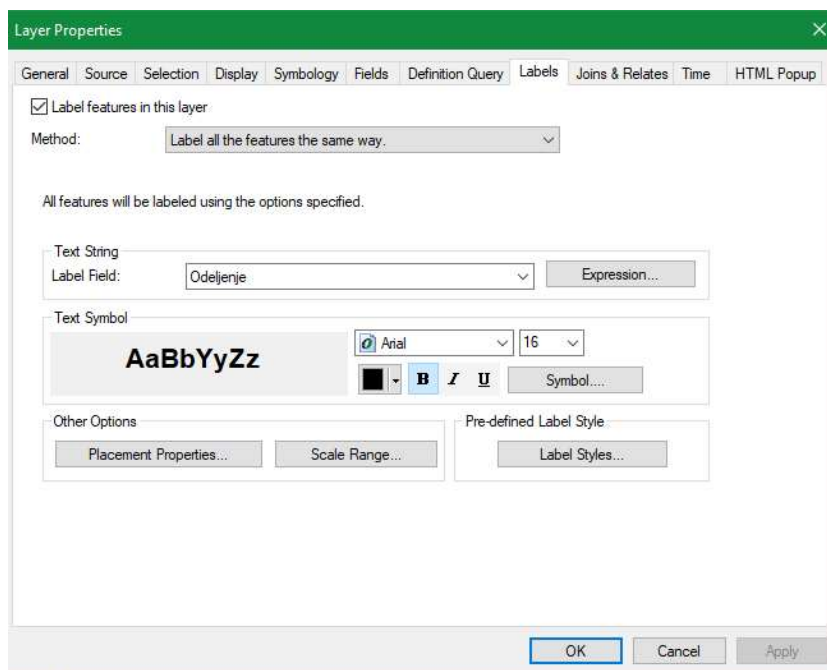 Layer Properties
General Source Selection Display Symbology Fields Definition Query Labels Joins & Relates Time HTML Popup
Label features in this layer
Method: Label all the features the same way.
All features will be labeled using the options specified.
Text String
Label Field: Odeljenje Expression...
Text Symbol
AaBbYyZz
Arial 16
B I U Symbol....
Other Options
Placement Properties... Scale Range...
Pre-defined Label Style
Label Styles...
OK Cancel Apply